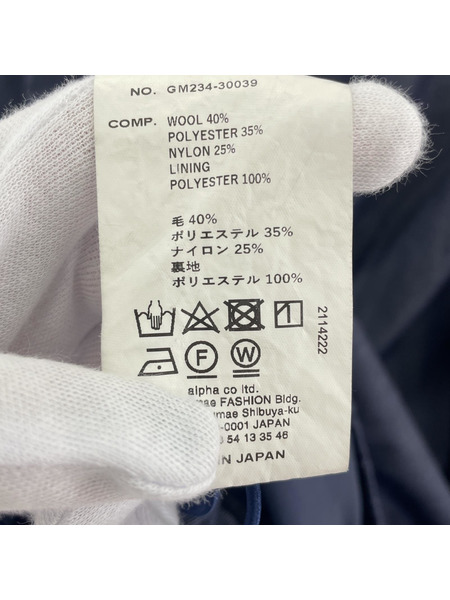 NO. GM234-30039
COMP. WOOL 40%
POLYESTER 35%
NYLON 25%
LINING
POLYESTER 100%
毛 40%
ポリエステル 35%
ナイロン 25%
裏地
ポリエステル 100%
F W
2114222
alpha co ltd.
FASHION Bldg.
Shibuya-ku
-0001 JAPAN
54 13 35 46
IN JAPAN